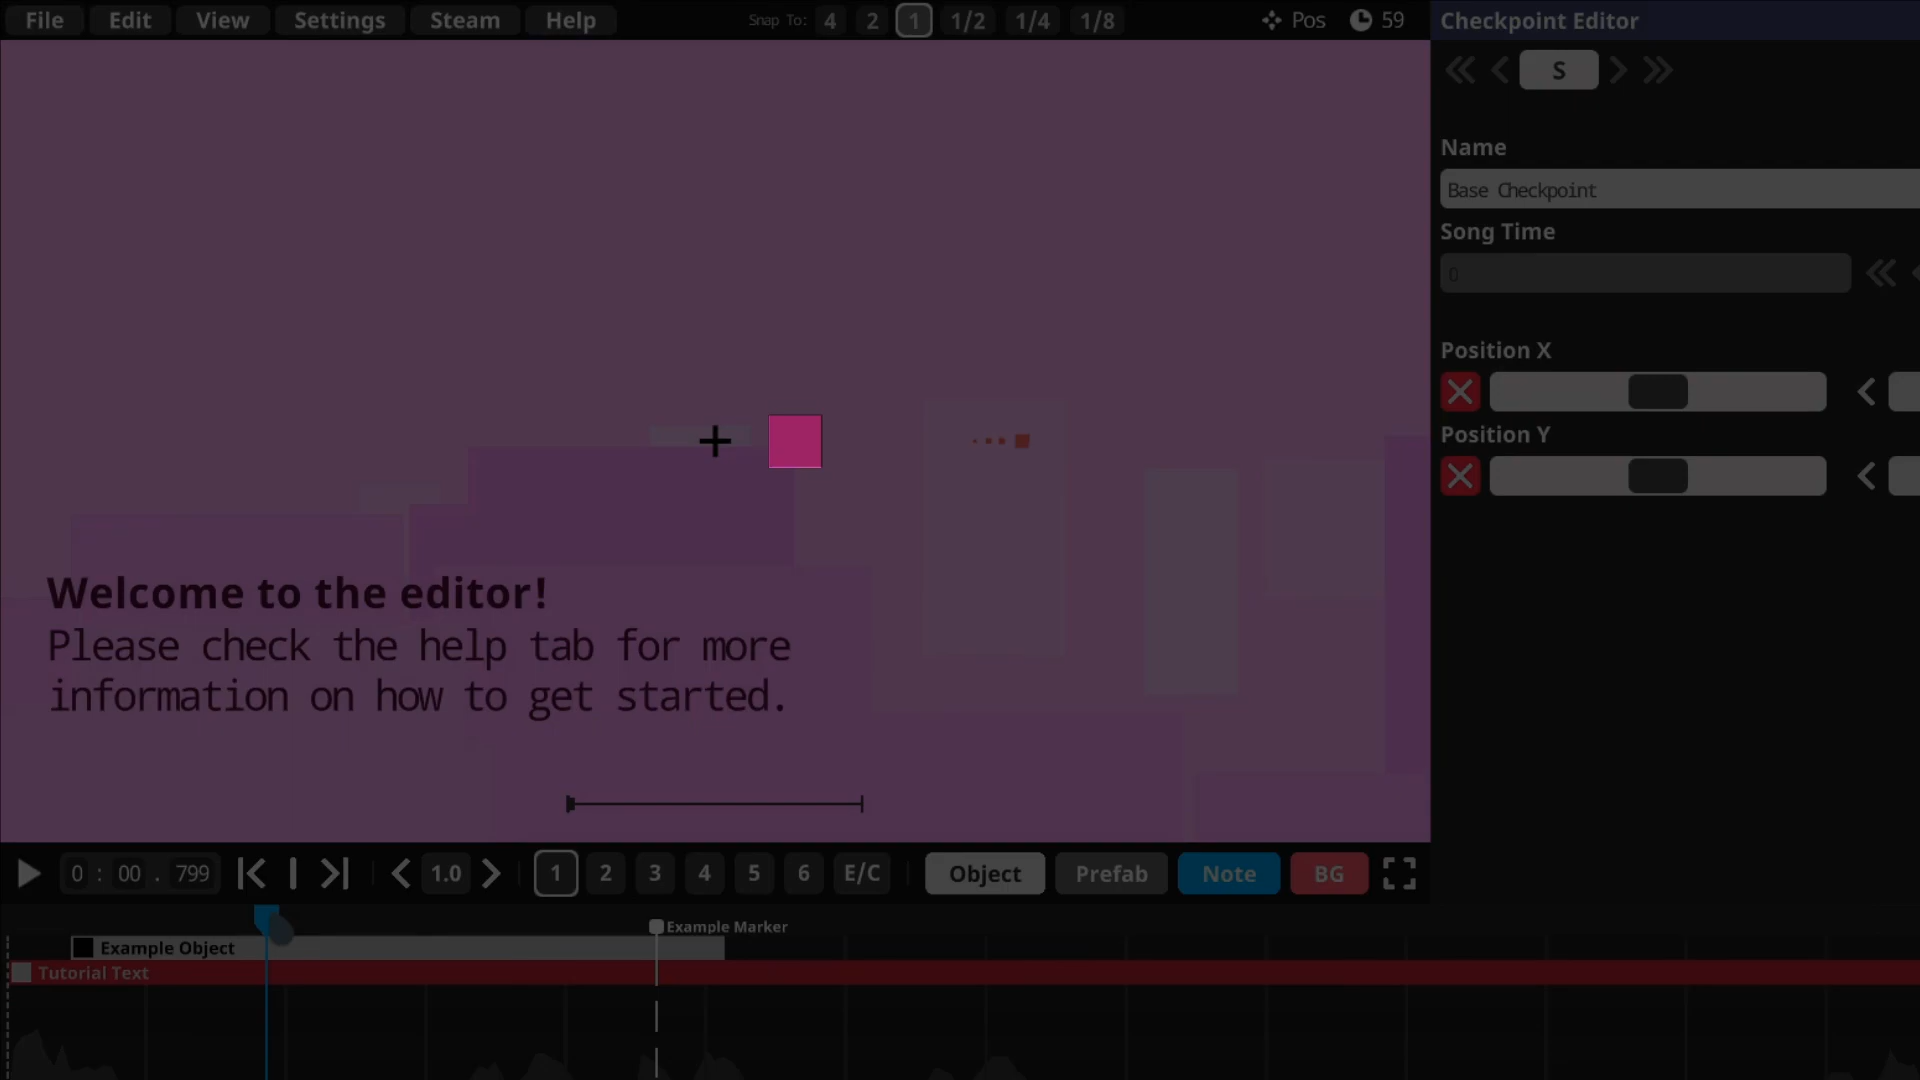 File Edit View Settings Steam Help Snap To: 4 2 1 1/2 1/4 1/8 Pos 59 Checkpoint Editor
S
Name
Base Checkpoint
Song Time
0
Position X
Position Y
Welcome to the editor!
Please check the help tab for more
information on how to get started.
0 : 00 . 799 1.0 1 2 3 4 5 6 E/C Object Prefab Note BG
Example Marker
Example Object
Tutorial Text